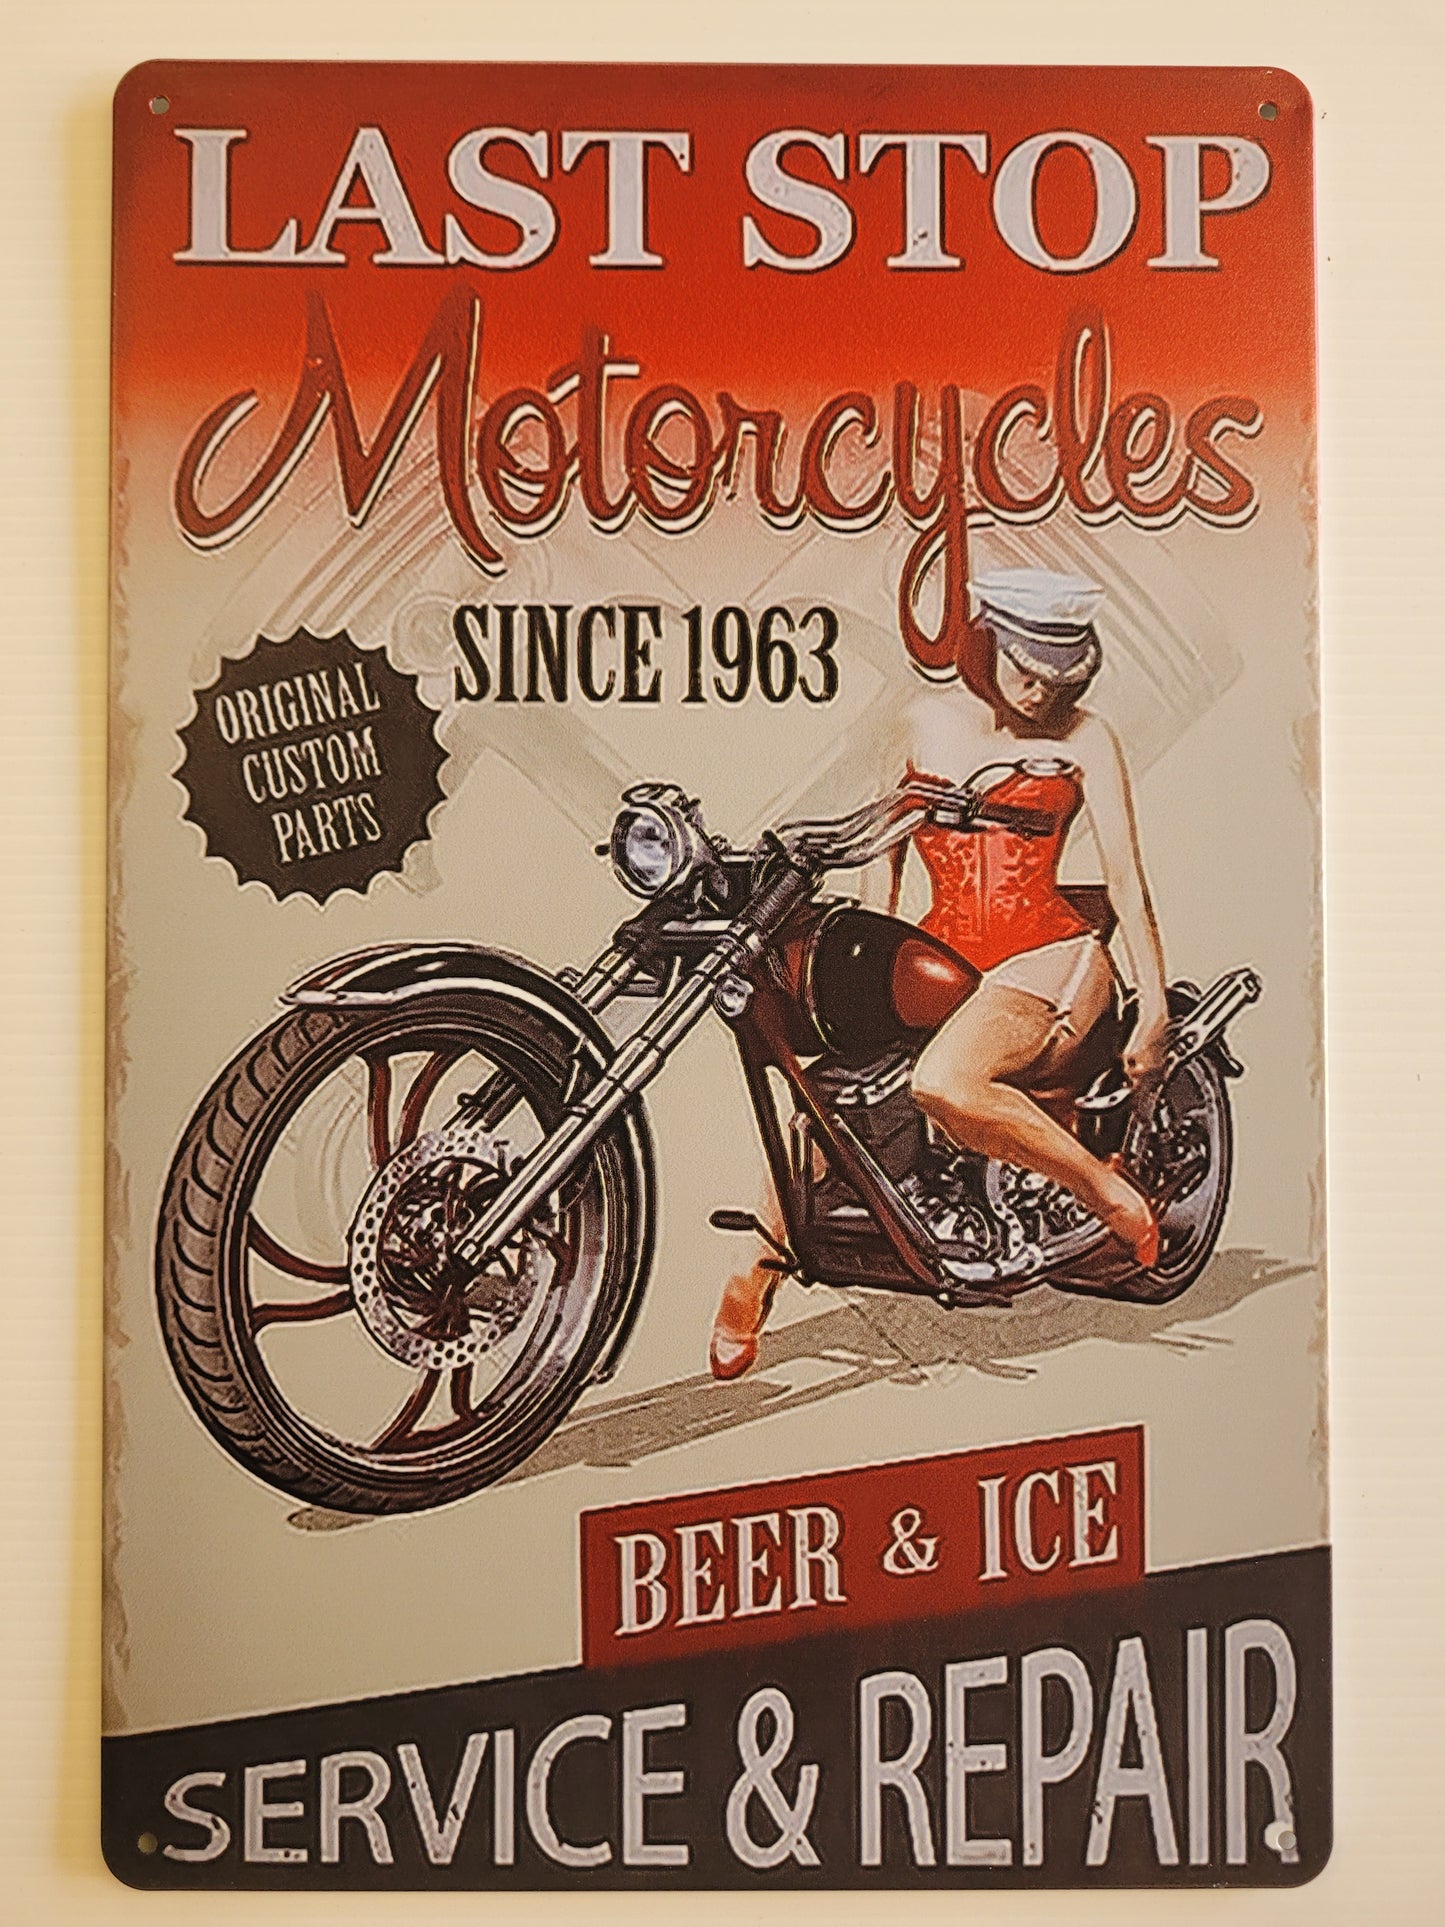 LAST STOP
Motorcycles
SINCE 1963
ORIGINAL
CUSTOM
PARTS
BEER & ICE
SERVICE & REPAIR